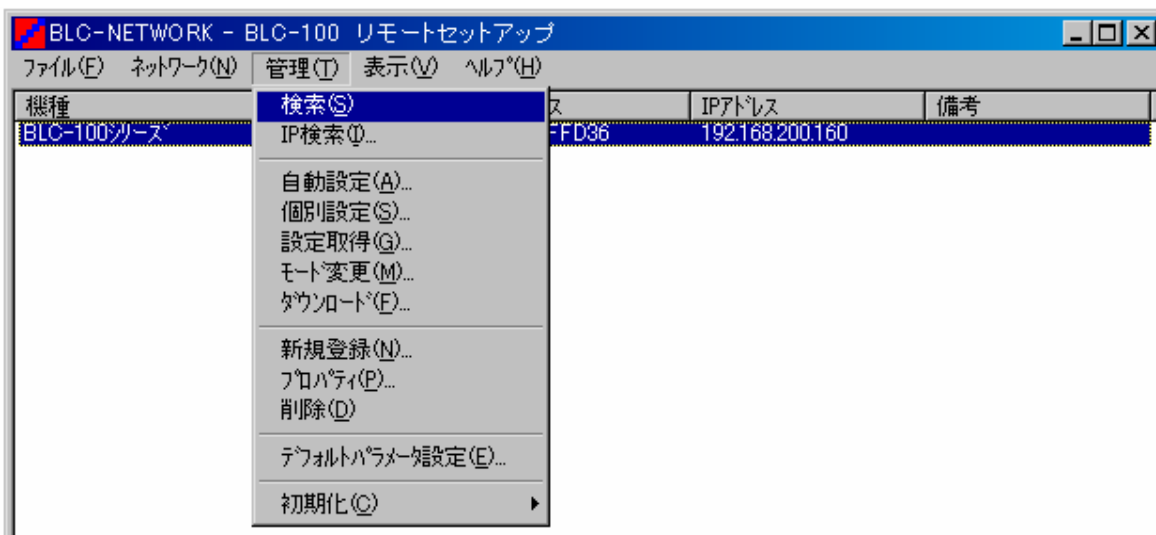 BLC-NETWORK - BLC-100 リモートセットアップ
ファイル(F) ネットワーク(N) 管理(T) 表示(V) ヘルプ(H)
機種 ス IPアドレス 備考
BLC-100シリーズ FFD36 192.168.200.160
検索(S)
IP検索(I)...
自動設定(A)...
個別設定(S)...
設定取得(G)...
モード変更(M)...
ダウンロード(F)...
新規登録(N)...
プロパティ(P)...
削除(D)
デフォルトパラメータ設定(E)...
初期化(C)